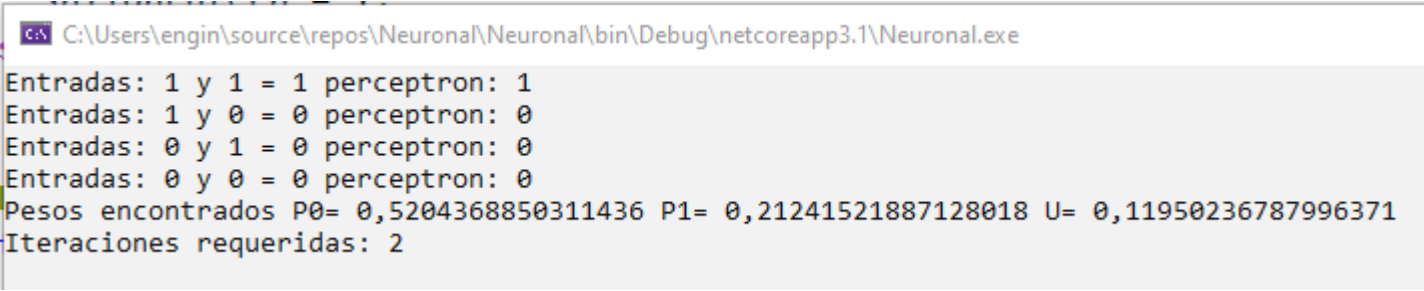 C:\Users\engin\source\repos\Neuronal\Neuronal\bin\Debug\netcoreapp3.1\Neuronal.exe
Entradas: 1 y 1 = 1 perceptron: 1
Entradas: 1 y 0 = 0 perceptron: 0
Entradas: 0 y 1 = 0 perceptron: 0
Entradas: 0 y 0 = 0 perceptron: 0
Pesos encontrados P0= 0,5204368850311436 P1= 0,21241521887128018 U= 0,11950236787996371
Iteraciones requeridas: 2